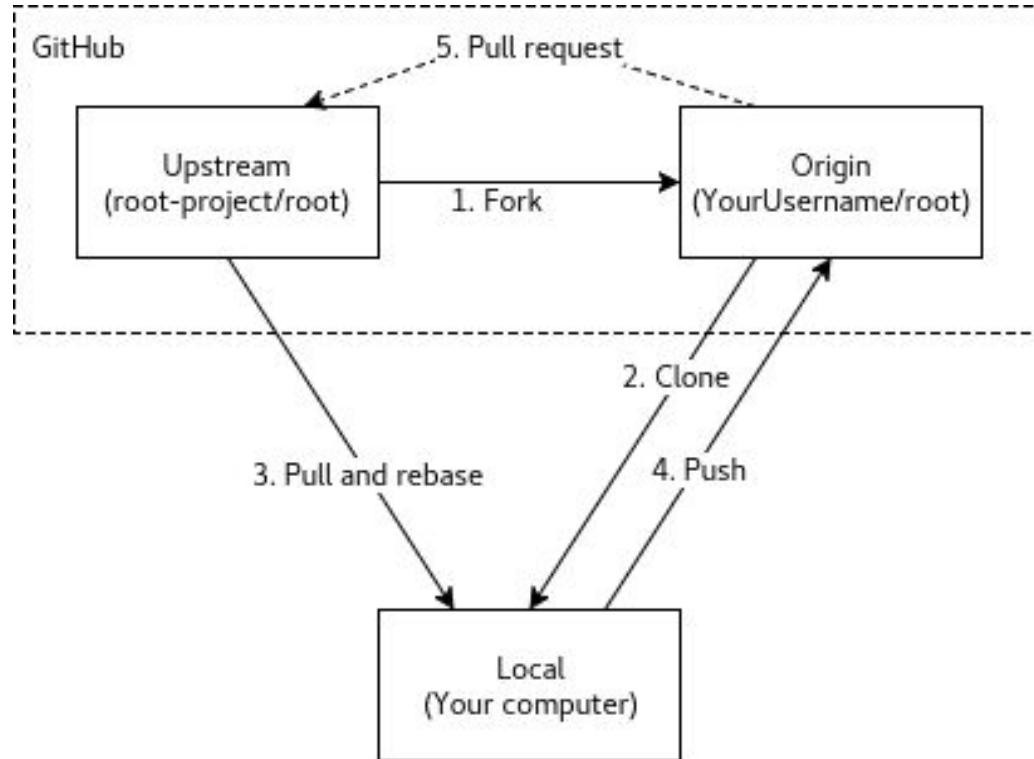 GitHub
5. Pull request
Upstream
(root-project/root)
1. Fork
Origin
(YourUsername/root)
2. Clone
3. Pull and rebase
4. Push
Local
(Your computer)